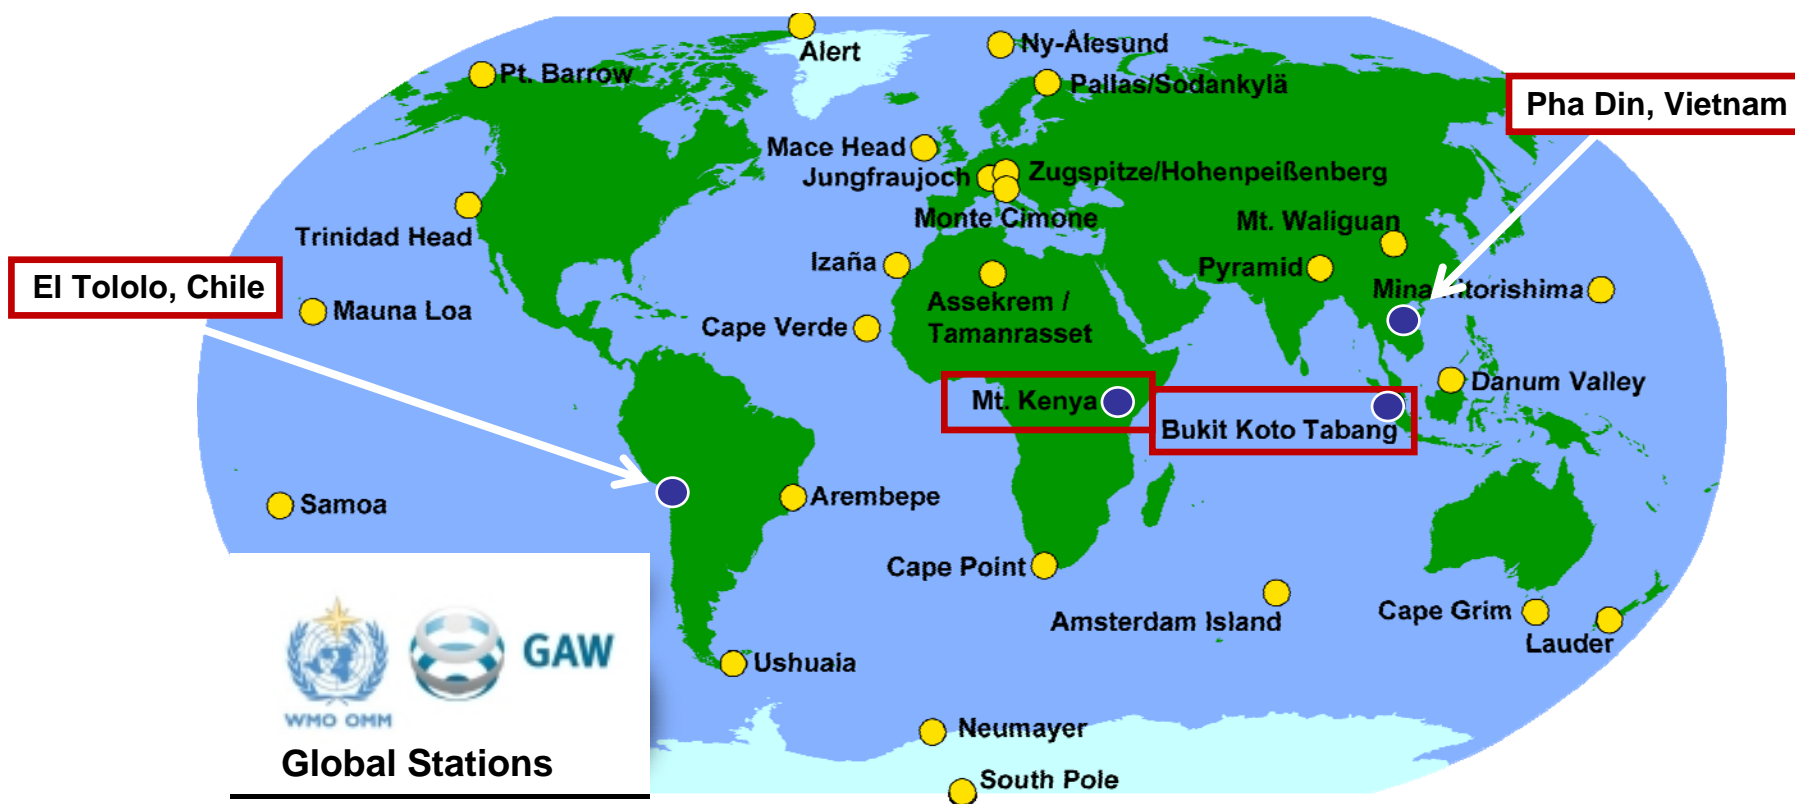 Alert
Ny-Ålesund
Pt. Barrow
Pallas/Sodankylä
Pha Din, Vietnam
Mace Head
Jungfraujoch
Zugspitze/Hohenpeißenberg
Monte Cimone
Mt. Waliguan
Trinidad Head
Izaña
Pyramid
El Tololo, Chile
Minamitorishima
Assekrem /
Tamanrasset
Mauna Loa
Cape Verde
Danum Valley
Mt. Kenya
Bukit Koto Tabang
Samoa
Arembepe
Cape Point
Amsterdam Island
Cape Grim
Lauder
Ushuaia
GAW
WMO OMM
Global Stations
Neumayer
South Pole